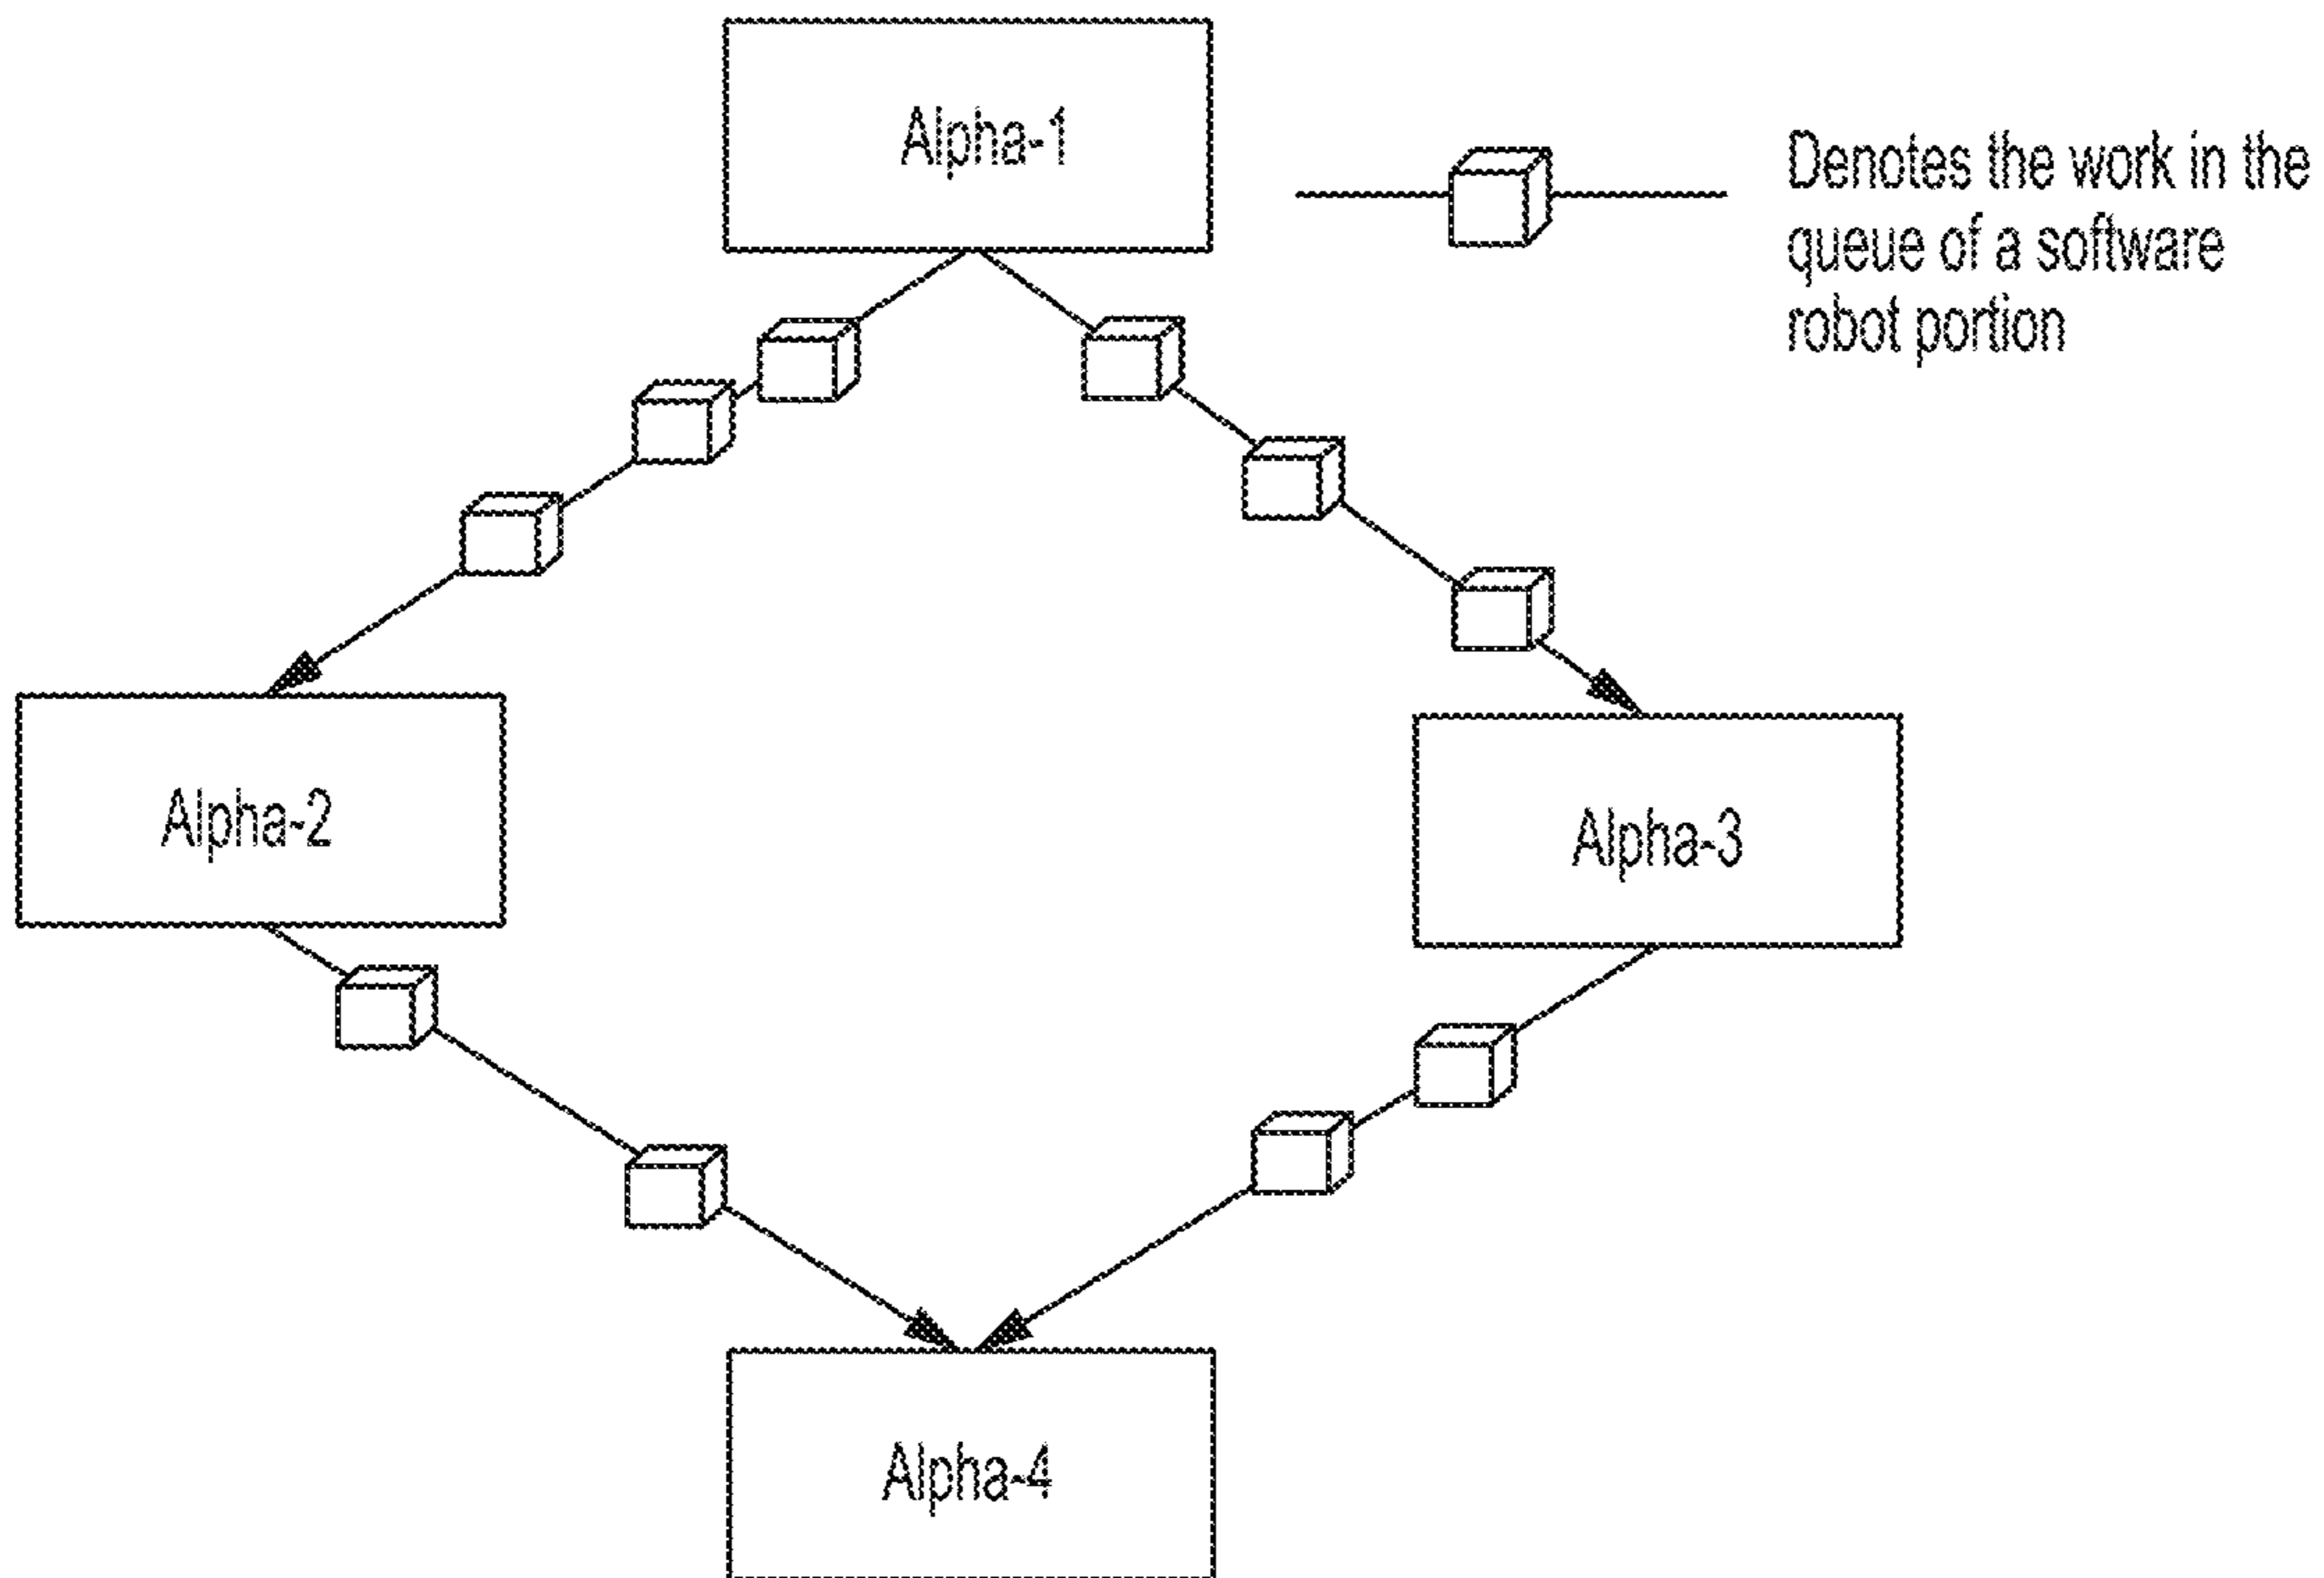 Alpha-1
Denotes the work in the
queue of a software
robot portion
Alpha-2
Alpha-3
Alpha-4